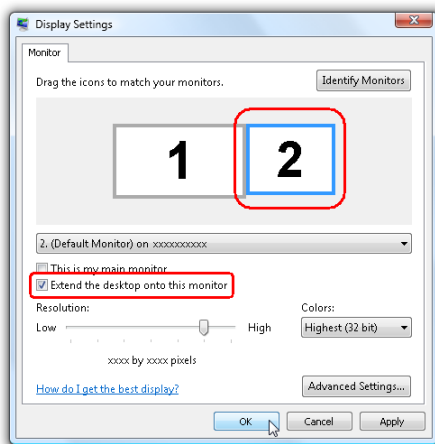 Display Settings
Monitor
Drag the icons to match your monitors.
Identify Monitors
1
2
2. (Default Monitor) on xxxxxxxxxx
This is my main monitor
Extend the desktop onto this monitor
Resolution:
Colors:
Low
High
Highest (32 bit)
xxxx by xxxx pixels
How do I get the best display?
Advanced Settings...
OK
Cancel
Apply